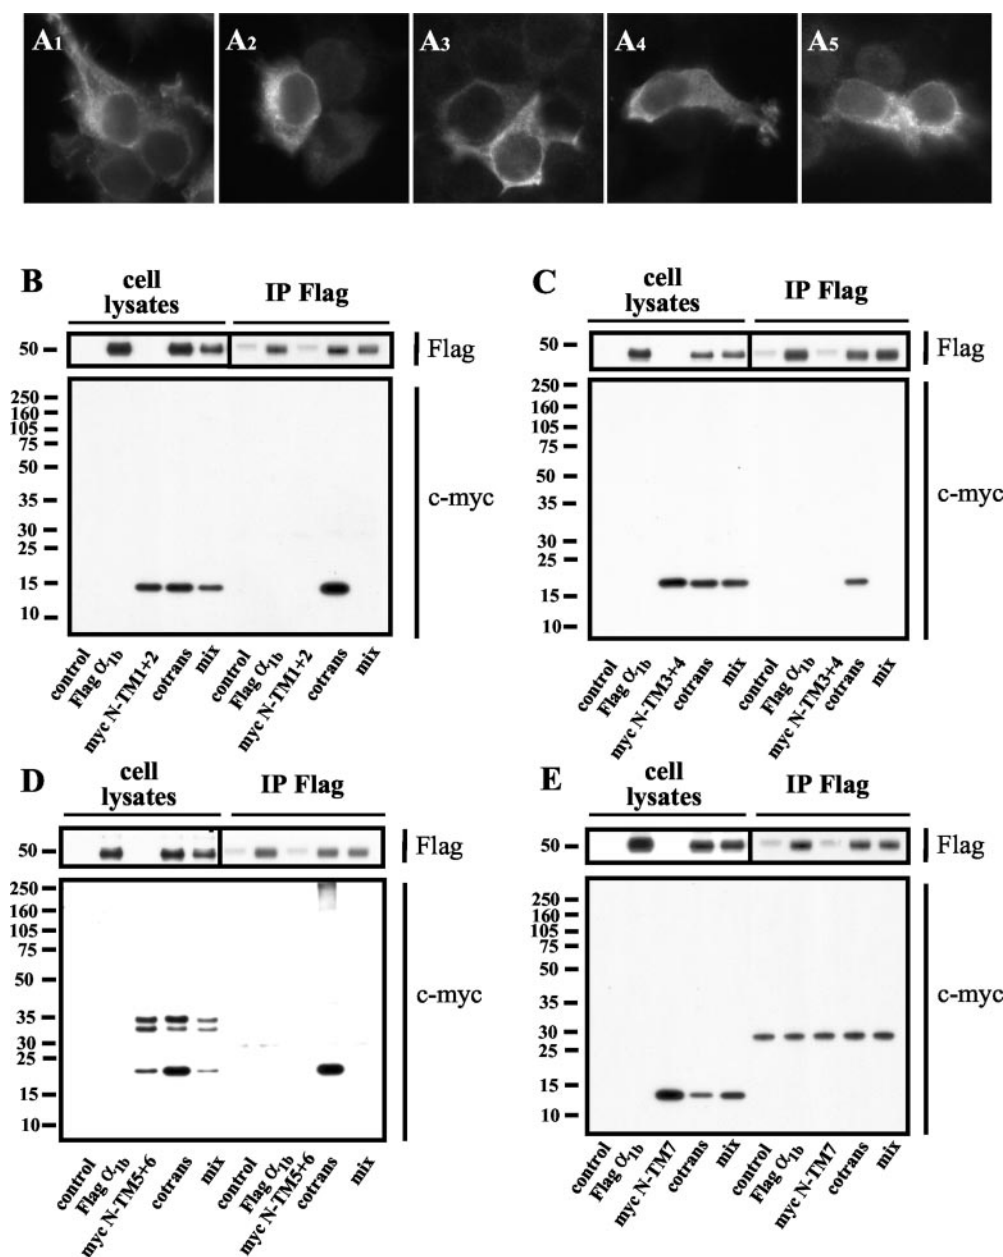 A1 A2 A3 A4 A5
B
cell lysates
IP Flag
50
Flag
250
160
105
75
50
35
30
25
15
10
c-myc
control
Flag α1b
myc N-TM1+2
cotrans
mix
control
Flag α1b
myc N-TM1+2
cotrans
mix
C
cell lysates
IP Flag
50
Flag
250
160
105
75
50
35
30
25
15
10
c-myc
control
Flag α1b
myc N-TM3+4
cotrans
mix
control
Flag α1b
myc N-TM3+4
cotrans
mix
D
cell lysates
IP Flag
50
Flag
250
160
105
75
50
35
30
25
15
10
c-myc
control
Flag α1b
myc N-TM5+6
cotrans
mix
control
Flag α1b
myc N-TM5+6
cotrans
mix
E
cell lysates
IP Flag
50
Flag
250
160
105
75
50
35
30
25
15
10
c-myc
control
Flag α1b
myc N-TM7
cotrans
mix
control
Flag α1b
myc N-TM7
cotrans
mix